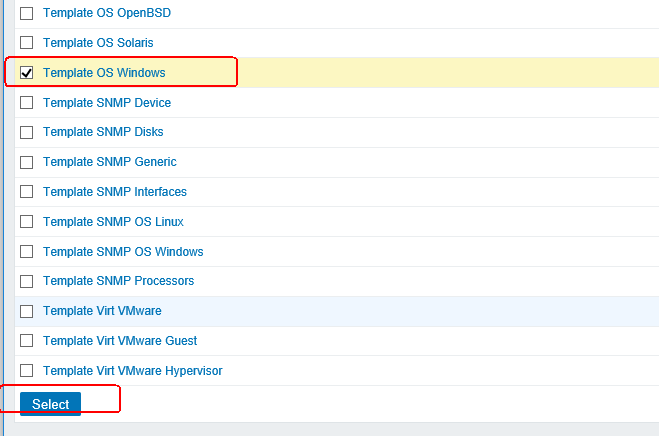 Template OS OpenBSD
Template OS Solaris
Template OS Windows
Template SNMP Device
Template SNMP Disks
Template SNMP Generic
Template SNMP Interfaces
Template SNMP OS Linux
Template SNMP OS Windows
Template SNMP Processors
Template Virt VMware
Template Virt VMware Guest
Template Virt VMware Hypervisor
Select